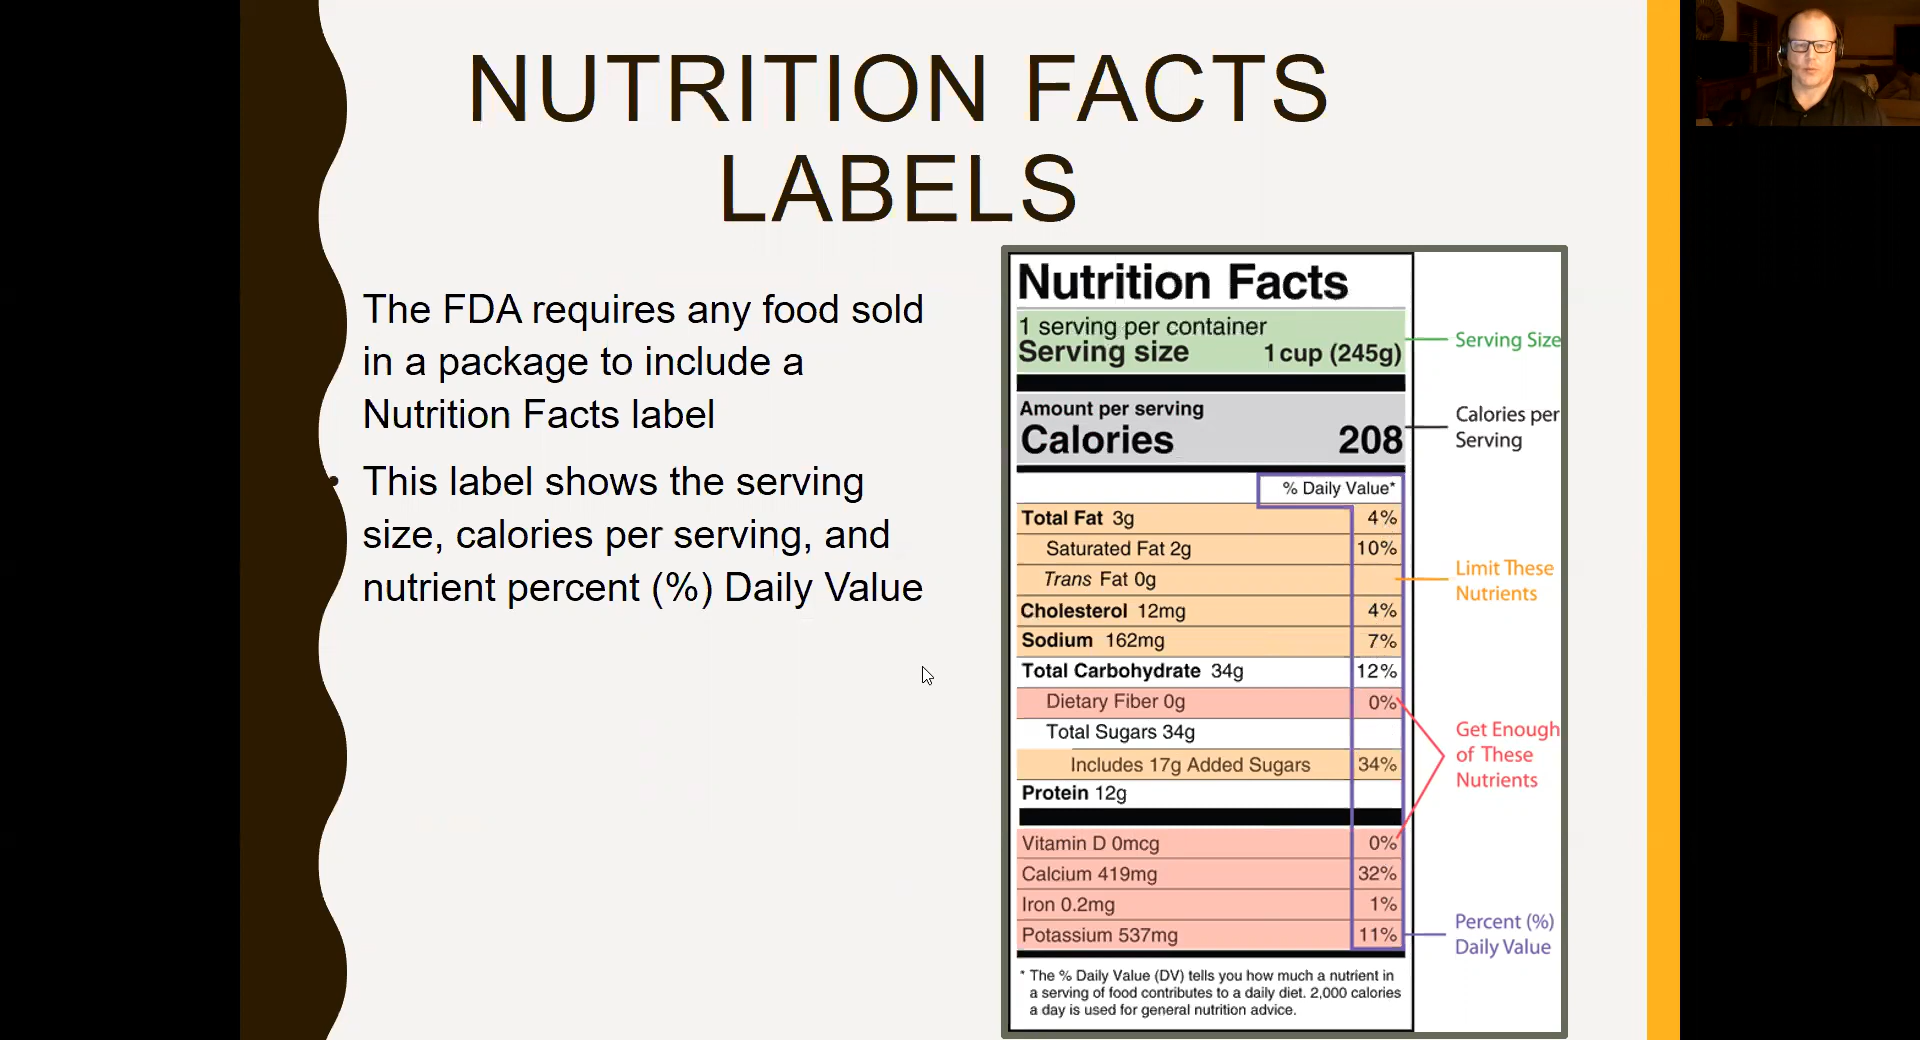 NUTRITION FACTS
LABELS
The FDA requires any food sold
in a package to include a
Nutrition Facts label
• This label shows the serving
size, calories per serving, and
nutrient percent (%) Daily Value
Nutrition Facts
1 serving per container
Serving size 1 cup (245g)
Serving Size
Amount per serving
Calories 208
Calories per
Serving
% Daily Value*
Total Fat 3g 4%
Saturated Fat 2g 10%
Trans Fat 0g
Cholesterol 12mg 4%
Sodium 162mg 7%
Limit These
Nutrients
Total Carbohydrate 34g 12%
Dietary Fiber 0g 0%
Total Sugars 34g
Includes 17g Added Sugars 34%
Protein 12g
Get Enough
of These
Nutrients
Vitamin D 0mcg 0%
Calcium 419mg 32%
Iron 0.2mg 1%
Potassium 537mg 11%
Percent (%)
Daily Value
* The % Daily Value (DV) tells you how much a nutrient in
a serving of food contributes to a daily diet. 2,000 calories
a day is used for general nutrition advice.